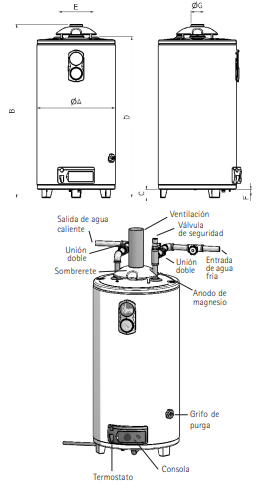 E
ØG
B
ØA
D
C
F
Ventilación
Salida de agua
caliente
Válvula
de seguridad
Unión
doble
Unión
doble
Entrada
de agua
fría
Sombrerete
Anodo de
magnesio
Grifo de
purga
Termostato
Consola